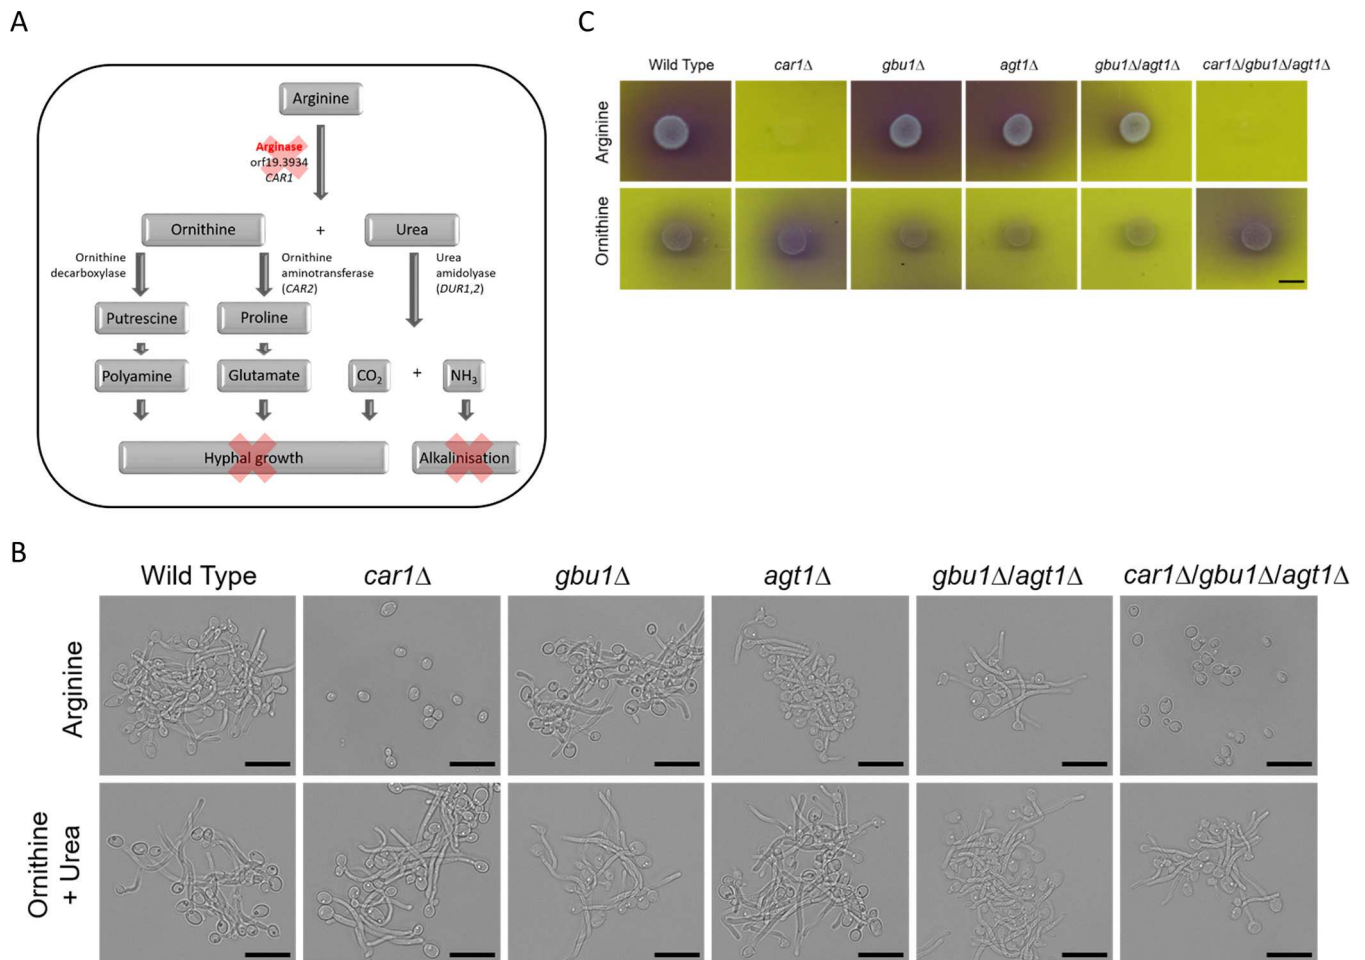 A
Arginine
Arginase
orf19.3934
CAR1
Ornithine
+
Urea
Ornithine
decarboxylase
Ornithine
aminotransferase
(CAR2)
Urea
amidolyase
(DUR1,2)
Putrescine
Proline
Polyamine
Glutamate
CO₂
+
NH₃
Hyphal growth
Alkalinisation
C
Wild Type
car1Δ
gbu1Δ
agt1Δ
gbu1Δ/agt1Δ
car1Δ/gbu1Δ/agt1Δ
Arginine
Ornithine
B
Wild Type
car1Δ
gbu1Δ
agt1Δ
gbu1Δ/agt1Δ
car1Δ/gbu1Δ/agt1Δ
Arginine
Ornithine
+ Urea